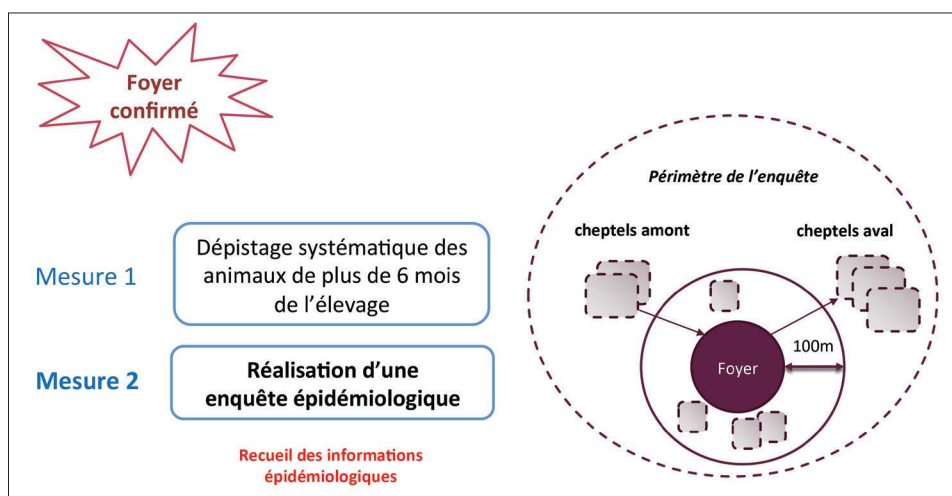 Foyer
confirmé
Mesure 1
Dépistage systématique des
animaux de plus de 6 mois
de l’élevage
Mesure 2
Réalisation d’une
enquête épidémiologique
Recueil des informations
épidémiologiques
Périmètre de l’enquête
cheptels amont
cheptels aval
100m
Foyer